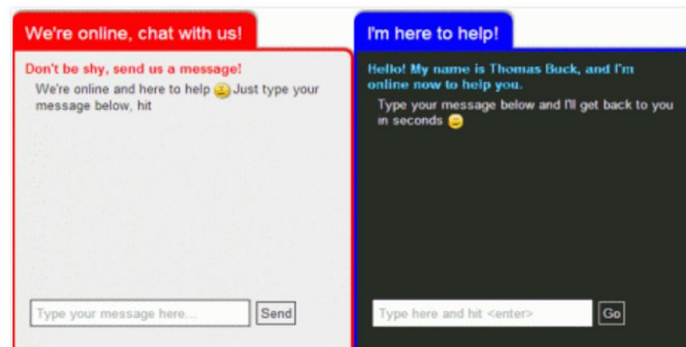 We're online, chat with us!
Don't be shy, send us a message!
We're online and here to help Just type your
message below, hit
Type your message here...
Send
I'm here to help!
Hello! My name is Thomas Buck, and I'm
online now to help you.
Type your message below and I'll get back to you
in seconds
Type here and hit <enter>
Go